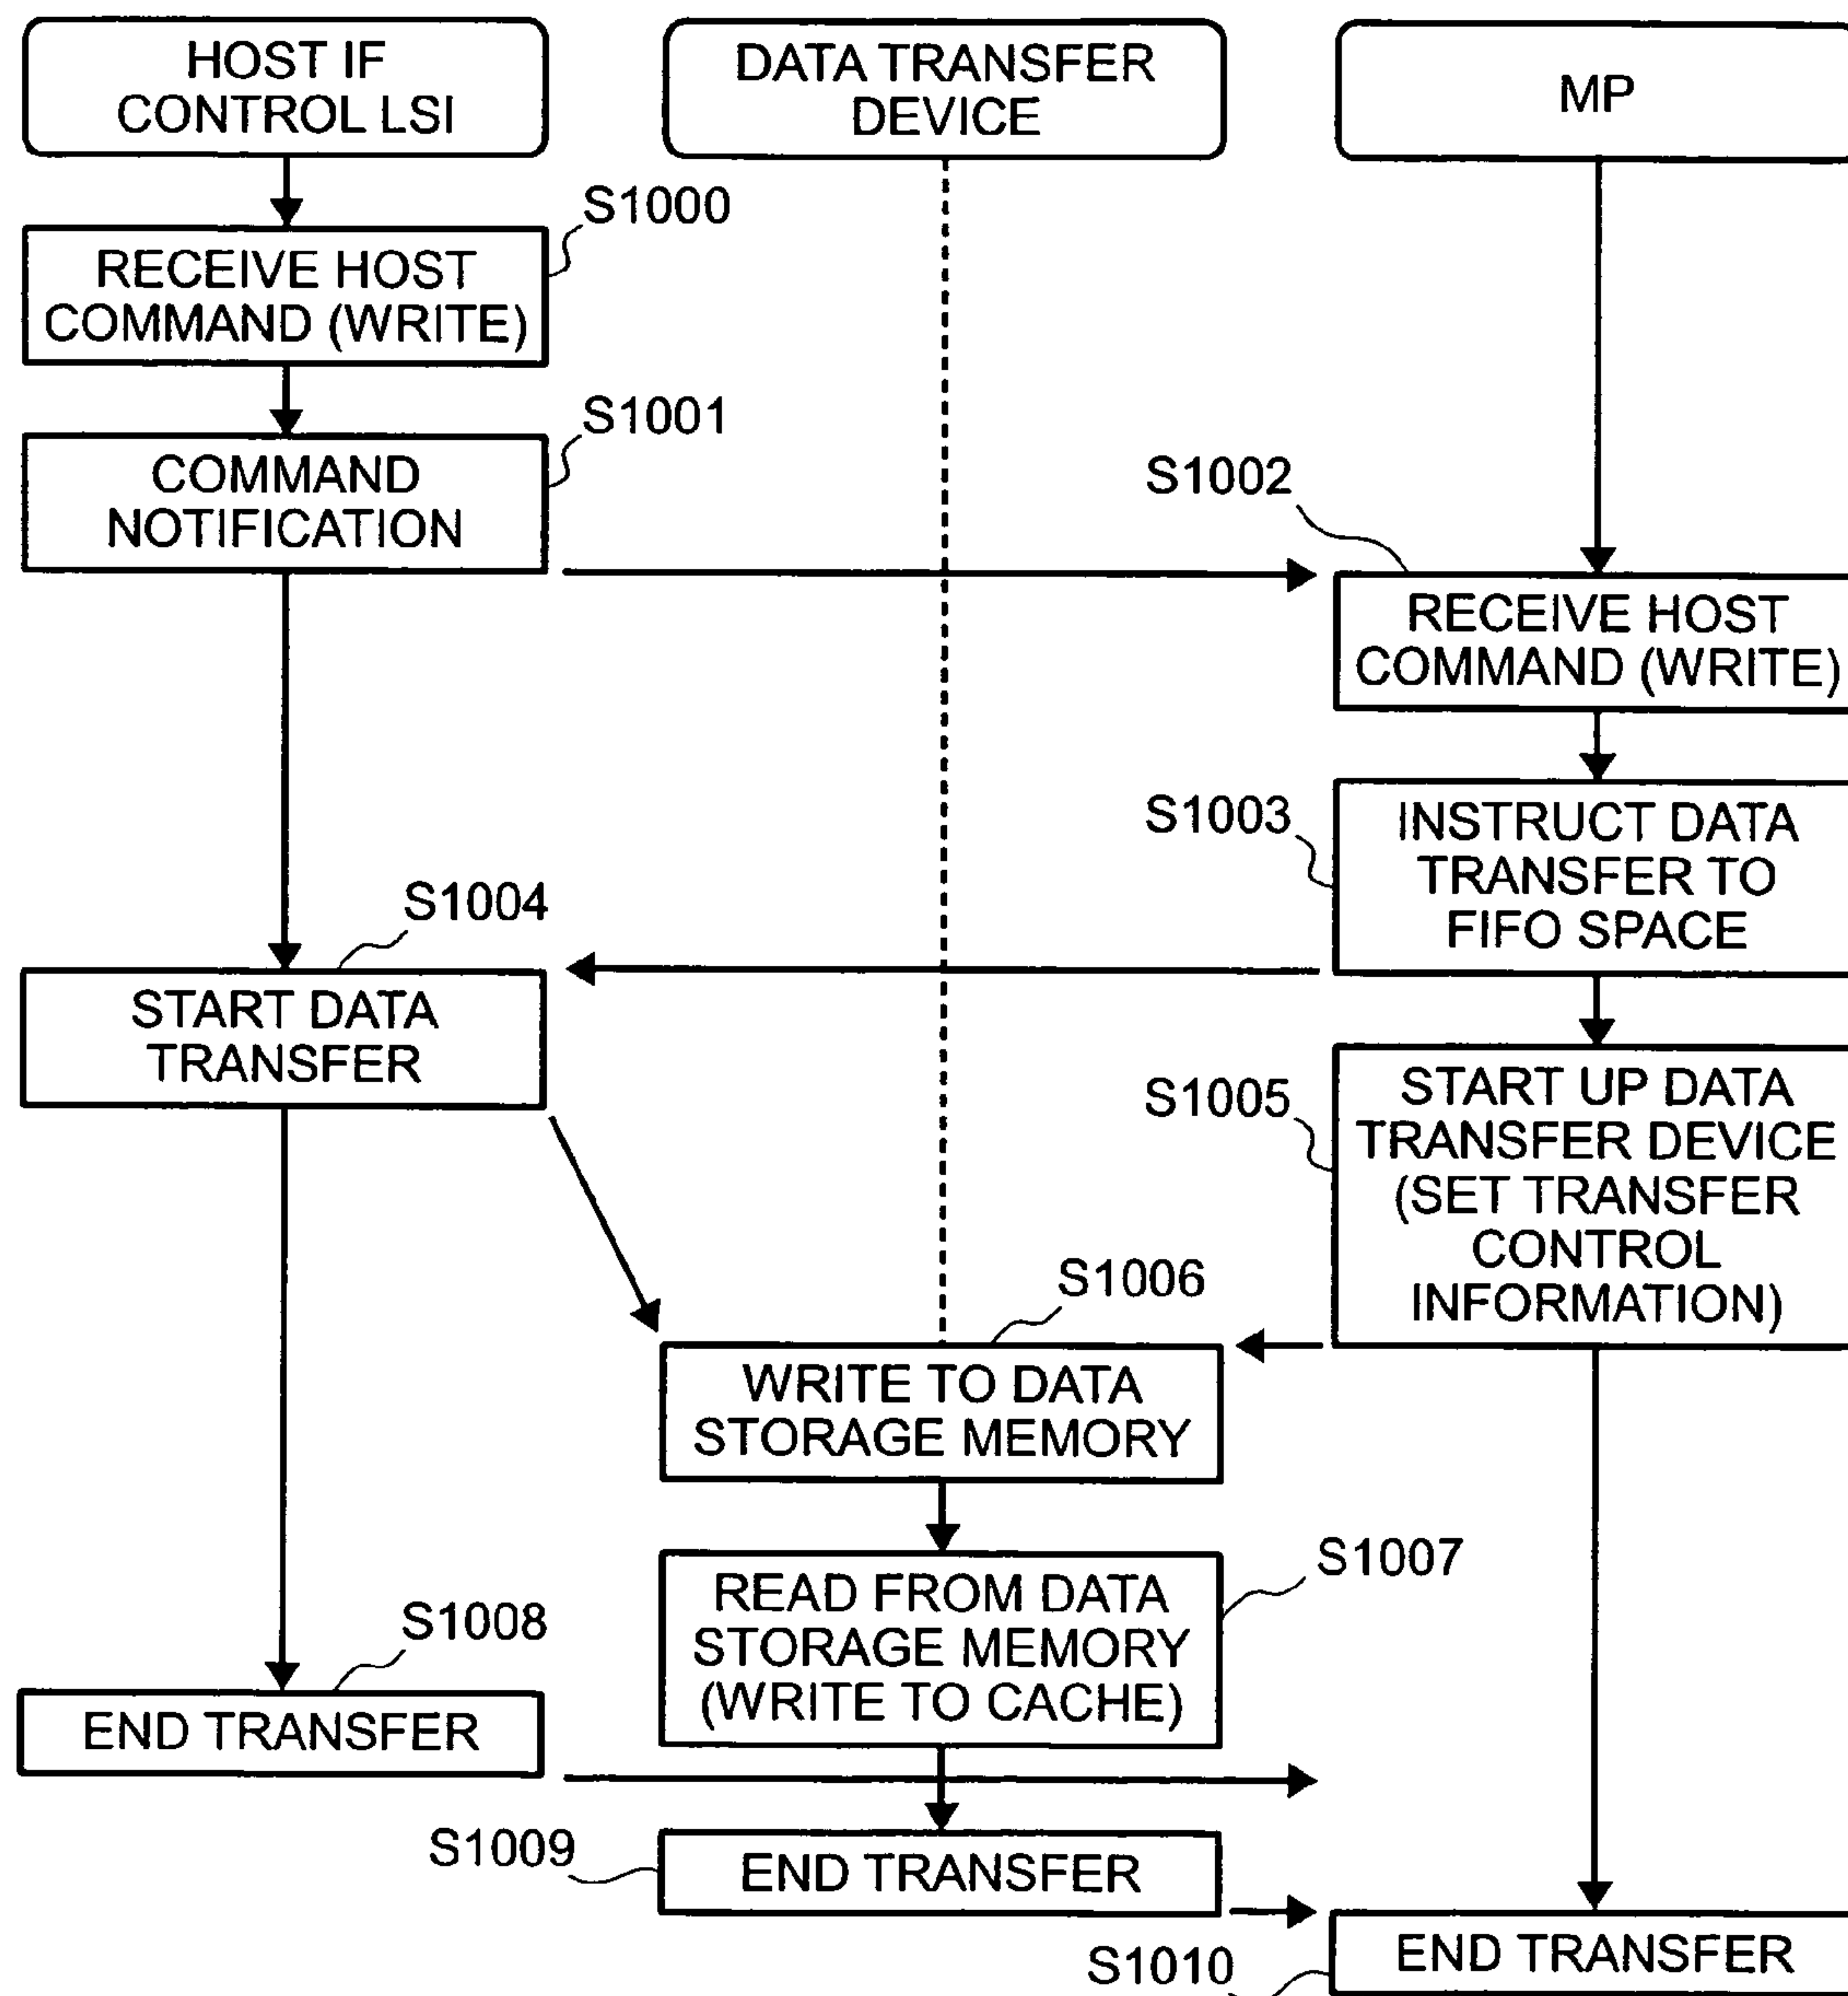 HOST IF
CONTROL LSI
DATA TRANSFER
DEVICE
MP
S1000
RECEIVE HOST
COMMAND (WRITE)
S1001
COMMAND
NOTIFICATION
S1002
RECEIVE HOST
COMMAND (WRITE)
S1003
INSTRUCT DATA
TRANSFER TO
FIFO SPACE
S1004
START DATA
TRANSFER
S1005
START UP DATA
TRANSFER DEVICE
(SET TRANSFER
CONTROL
INFORMATION)
S1006
WRITE TO DATA
STORAGE MEMORY
S1007
READ FROM DATA
STORAGE MEMORY
(WRITE TO CACHE)
S1008
END TRANSFER
S1009
END TRANSFER
S1010
END TRANSFER